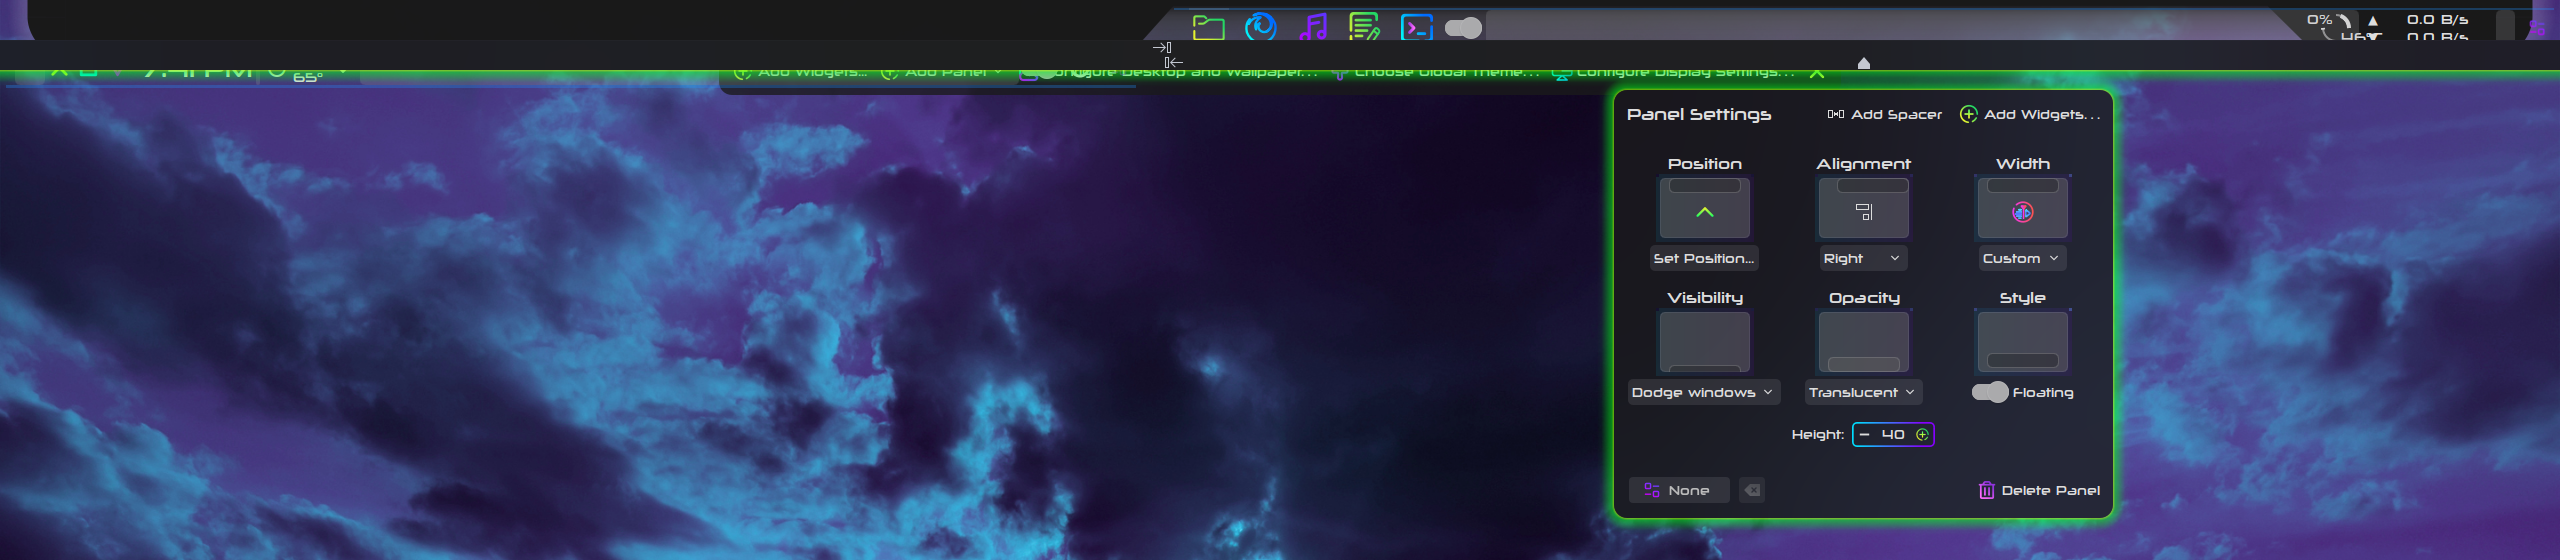 0% 0.0 B/s
46°C 0.0 B/s
7:41 PM 65°
Add Widgets... Add Panel Configure Desktop and Wallpaper... Choose Global Theme... Configure Display Settings...
Panel Settings Add Spacer Add Widgets...
Position Alignment Width
Set Position... Right Custom
Visibility Opacity Style
Dodge windows Translucent Floating
Height: 40
None Delete Panel